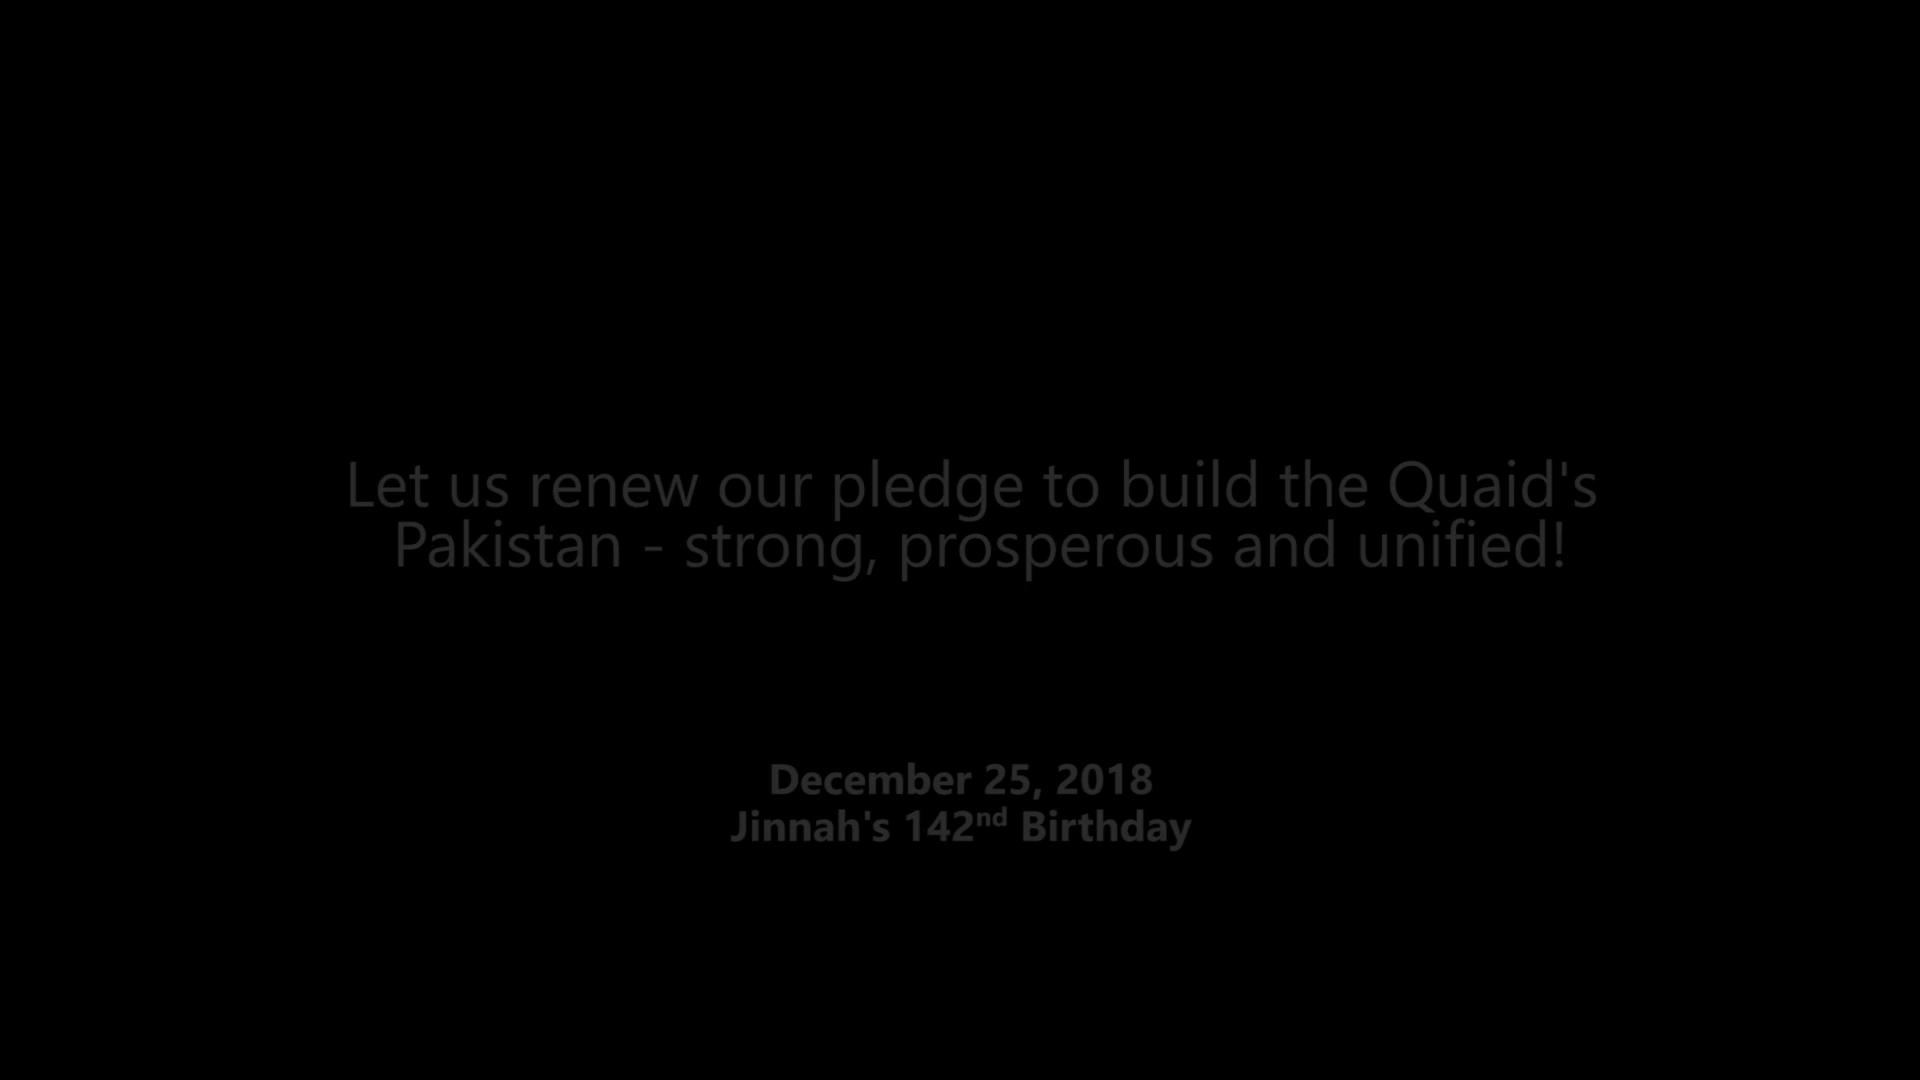 Let us renew our pledge to build the Quaid's
Pakistan - strong, prosperous and unified!
December 25, 2018
Jinnah's 142nd Birthday